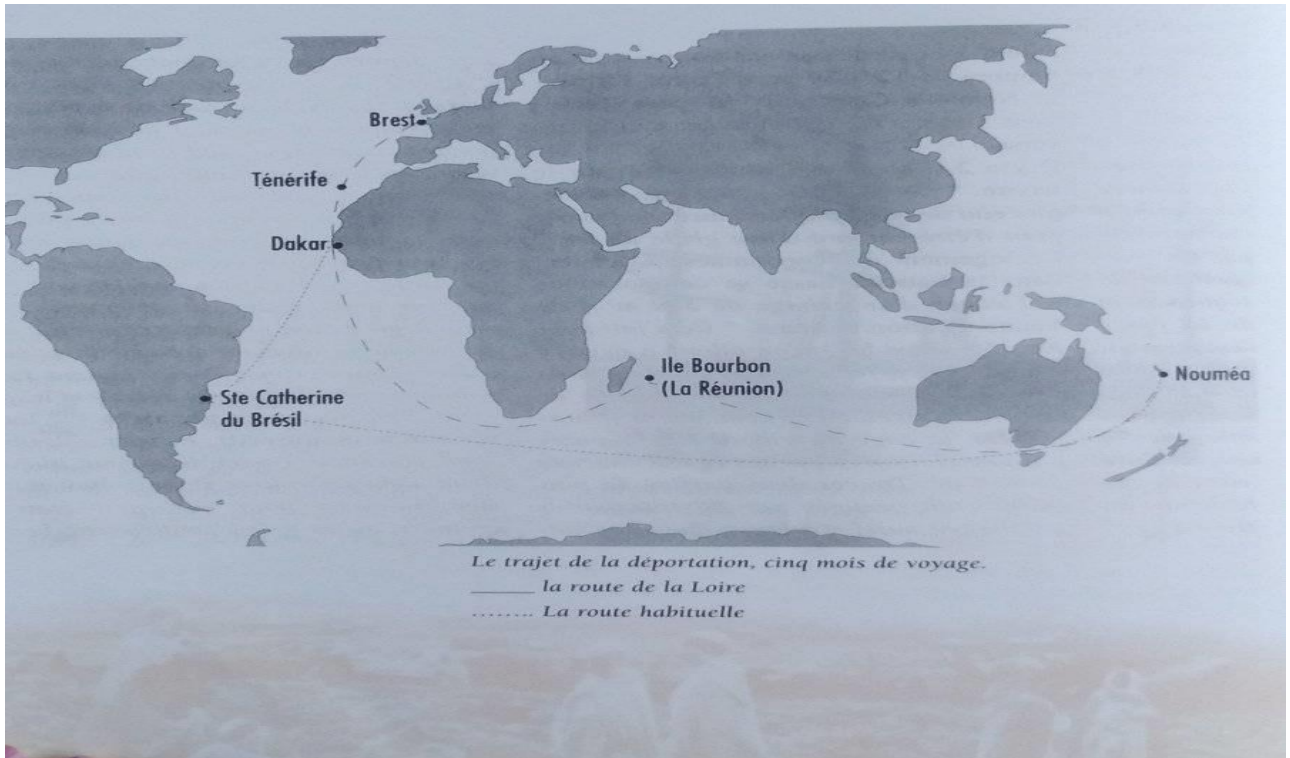 Brest
Ténérife
Dakar
Ile Bourbon
(La Réunion)
Nouméa
Ste Catherine
du Brésil
Le trajet de la déportation, cinq mois de voyage.
______ la route de la Loire
........ La route habituelle